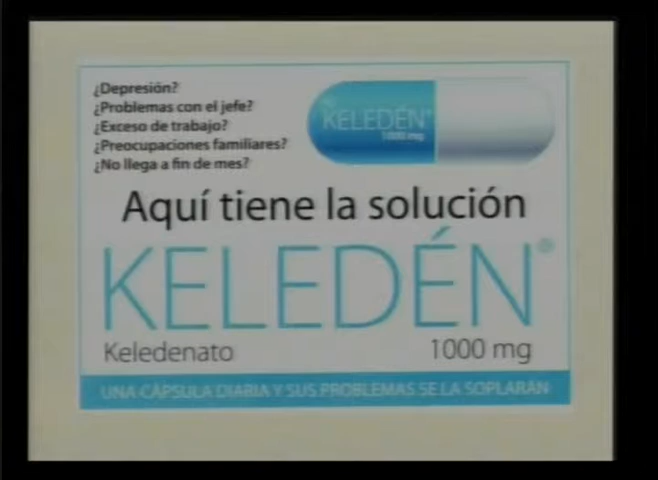 ¿Depresión?
¿Problemas con el jefe?
¿Exceso de trabajo?
¿Preocupaciones familiares?
¿No llega a fin de mes?
KELEDÉN®
1000 mg
Aquí tiene la solución
KELEDÉN®
Keledenato 1000 mg
UNA CÁPSULA DIARIA Y SUS PROBLEMAS SE LA SOPLARÁN